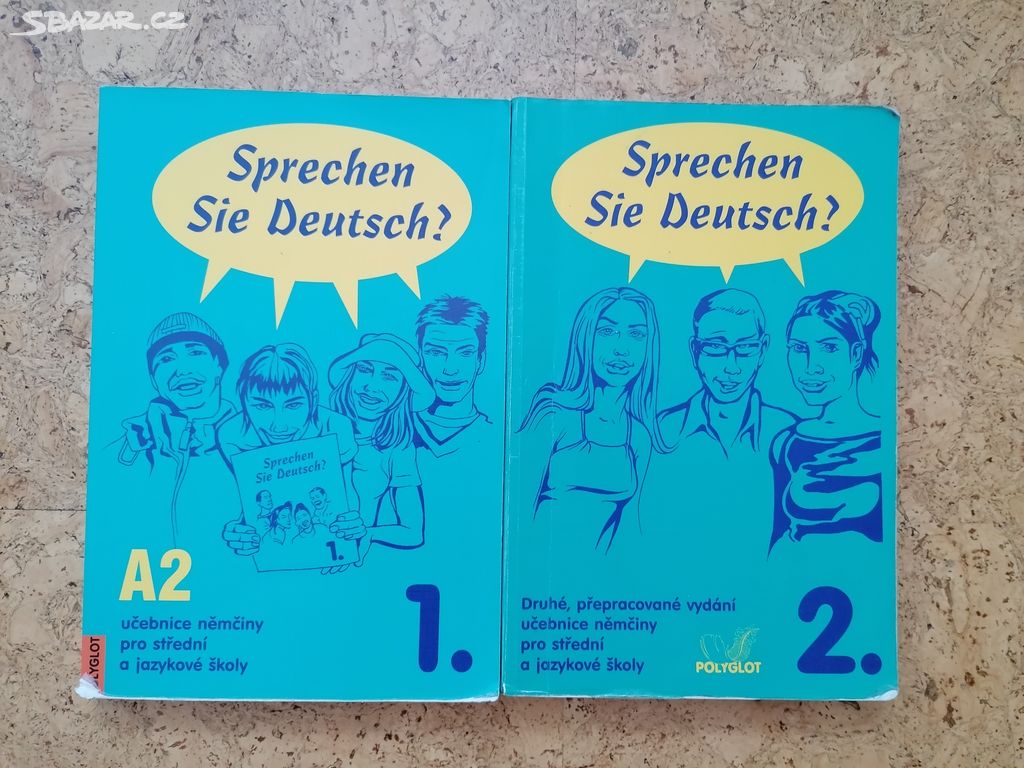 SBAZAR.CZ
Sprechen
Sie Deutsch?
Sprechen
Sie Deutsch?
1.
A2
učebnice němčiny
pro střední
a jazykové školy
1.
Sprechen
Sie Deutsch?
Druhé, přepracované vydání
učebnice němčiny
pro střední
a jazykové školy
POLYGLOT
2.